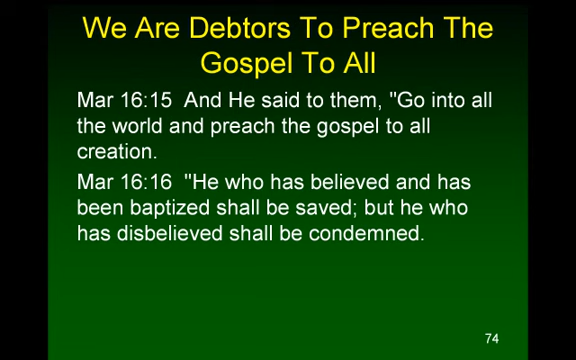 We Are Debtors To Preach The
Gospel To All
Mar 16:15  And He said to them, "Go into all
the world and preach the gospel to all
creation.
Mar 16:16  "He who has believed and has
been baptized shall be saved; but he who
has disbelieved shall be condemned.
74